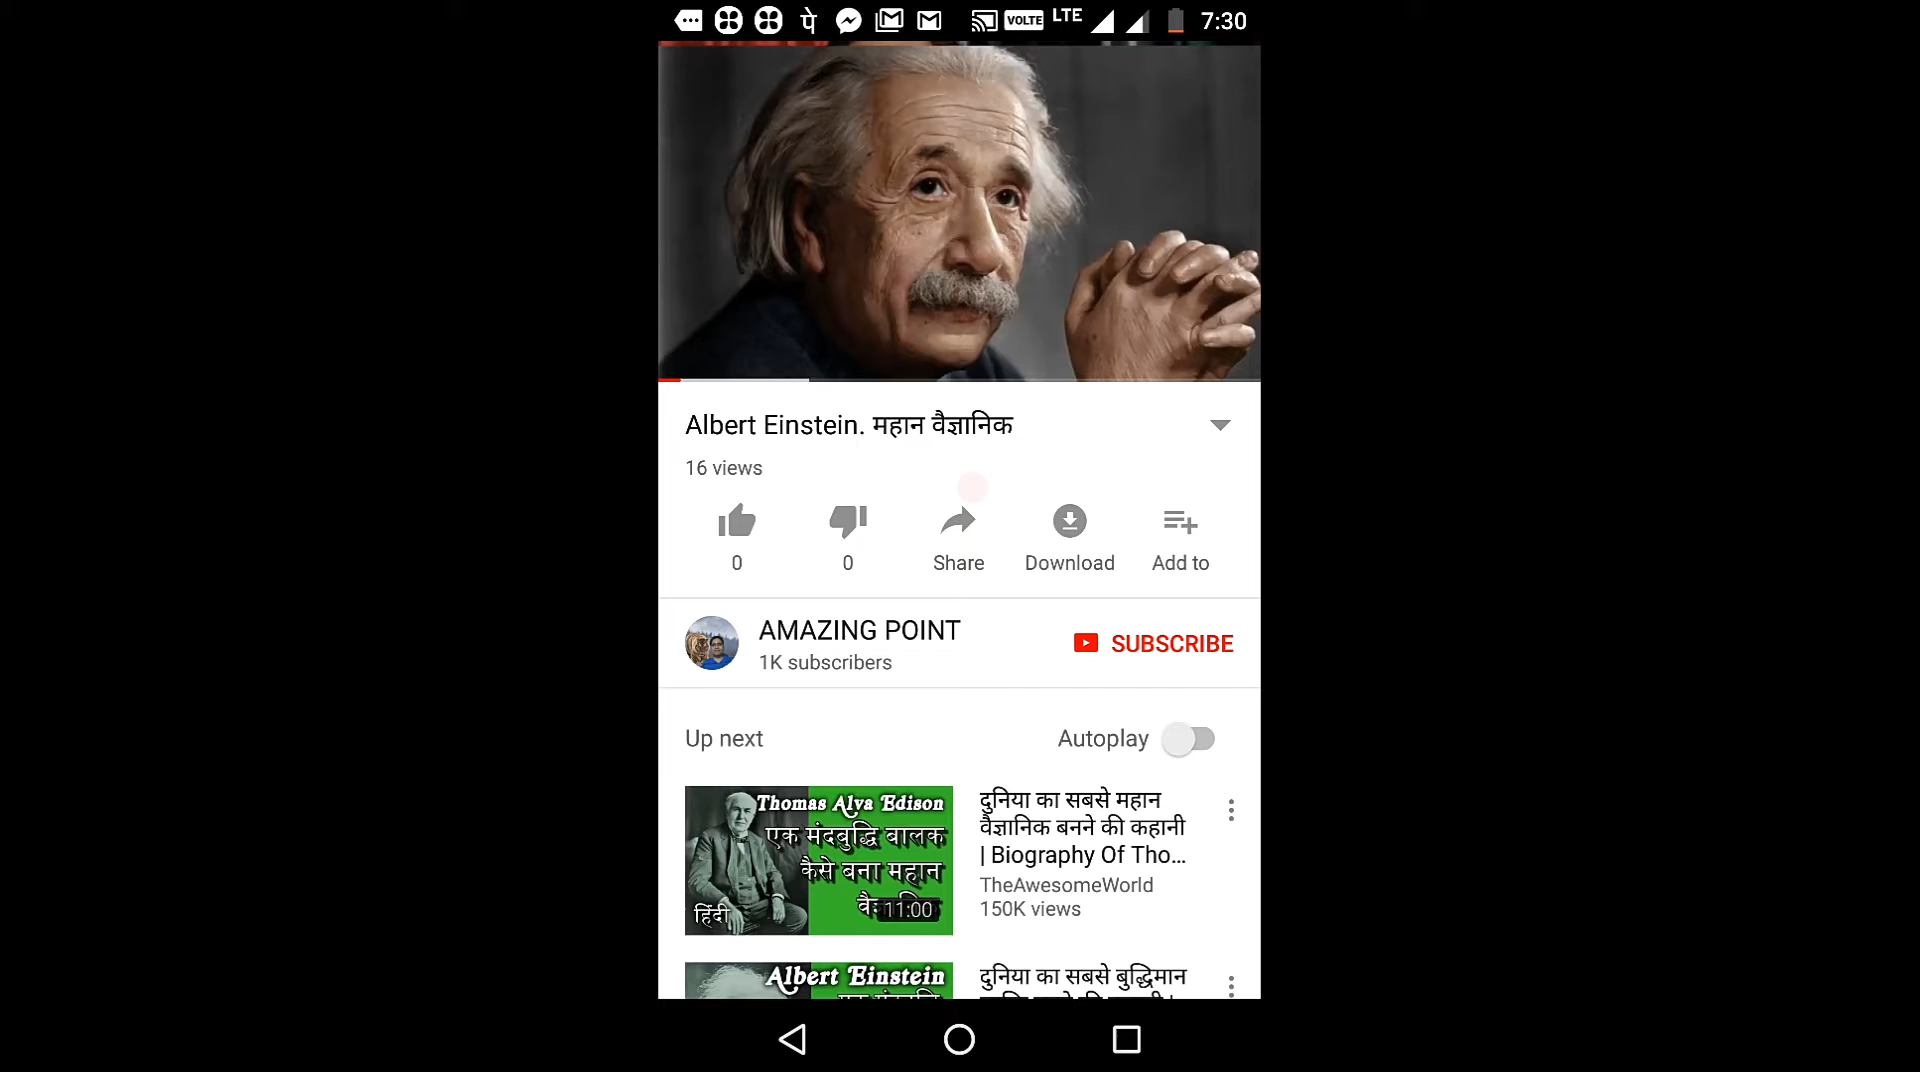 पे VOLTE LTE 7:30
Albert Einstein. महान वैज्ञानिक
16 views
0 0 Share Download Add to
AMAZING POINT
1K subscribers
SUBSCRIBE
Up next Autoplay
Thomas Alva Edison
एक मंदबुद्धि बालक
कैसे बना महान
हिंदी
11:00
दुनिया का सबसे महान
वैज्ञानिक बनने की कहानी
| Biography Of Tho...
TheAwesomeWorld
150K views
Albert Einstein
दुनिया का सबसे बुद्धिमान